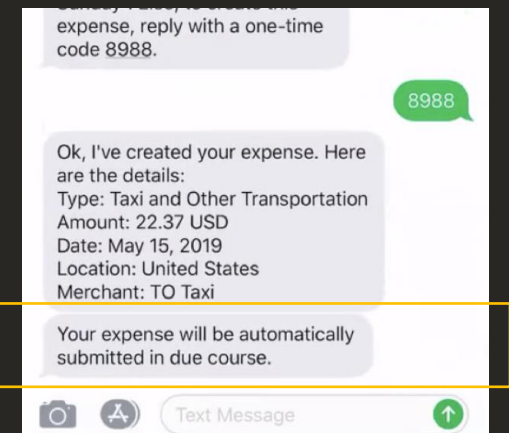 expense, reply with a one-time
code 8988.
8988
Ok, I've created your expense. Here
are the details:
Type: Taxi and Other Transportation
Amount: 22.37 USD
Date: May 15, 2019
Location: United States
Merchant: TO Taxi
Your expense will be automatically
submitted in due course.
Text Message